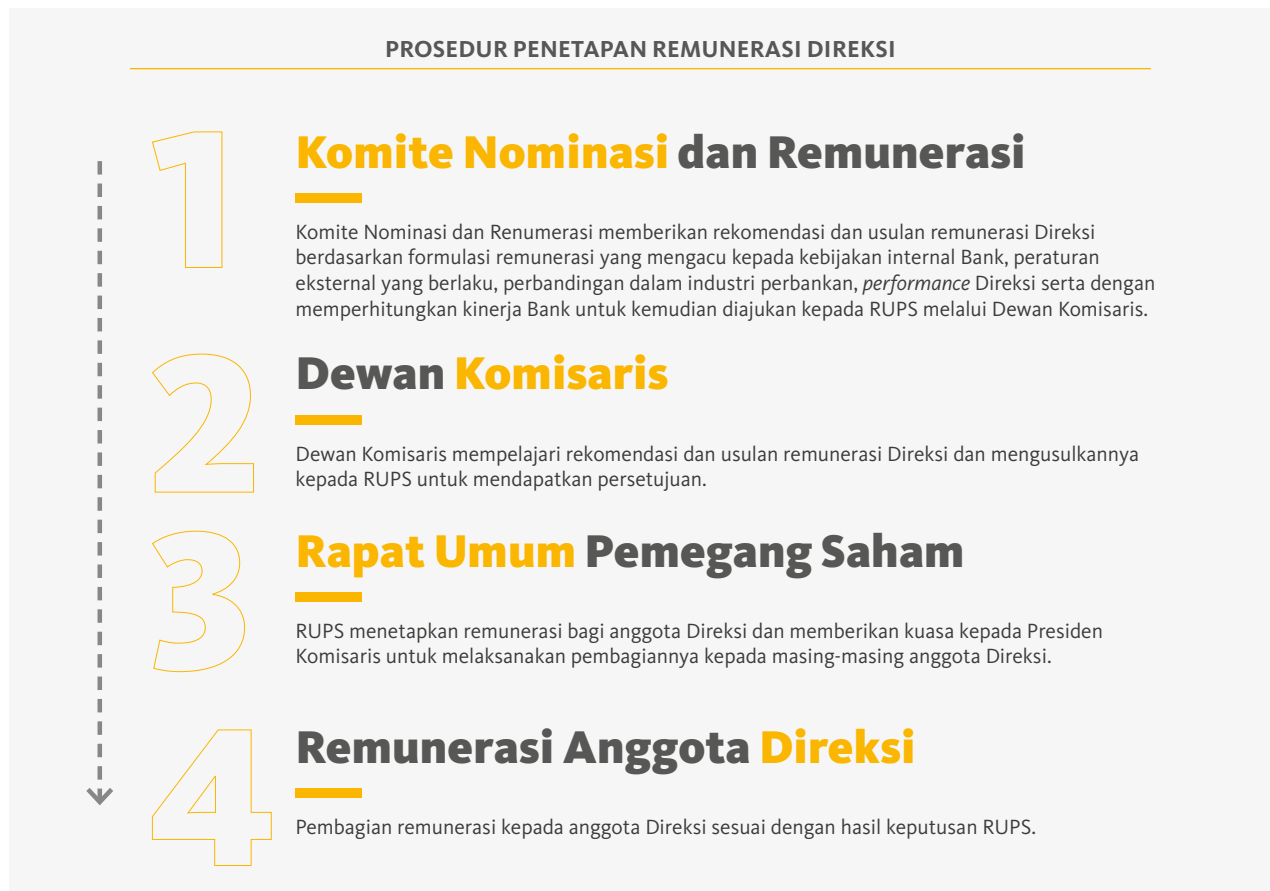 PROSEDUR PENETAPAN REMUNERASI DIREKSI
1
Komite Nominasi dan Remunerasi
Komite Nominasi dan Renumerasi memberikan rekomendasi dan usulan remunerasi Direksi
berdasarkan formulasi remunerasi yang mengacu kepada kebijakan internal Bank, peraturan
eksternal yang berlaku, perbandingan dalam industri perbankan, performance Direksi serta dengan
memperhitungkan kinerja Bank untuk kemudian diajukan kepada RUPS melalui Dewan Komisaris.
2
Dewan Komisaris
Dewan Komisaris mempelajari rekomendasi dan usulan remunerasi Direksi dan mengusulkannya
kepada RUPS untuk mendapatkan persetujuan.
3
Rapat Umum Pemegang Saham
RUPS menetapkan remunerasi bagi anggota Direksi dan memberikan kuasa kepada Presiden
Komisaris untuk melaksanakan pembagiannya kepada masing-masing anggota Direksi.
4
Remunerasi Anggota Direksi
Pembagian remunerasi kepada anggota Direksi sesuai dengan hasil keputusan RUPS.